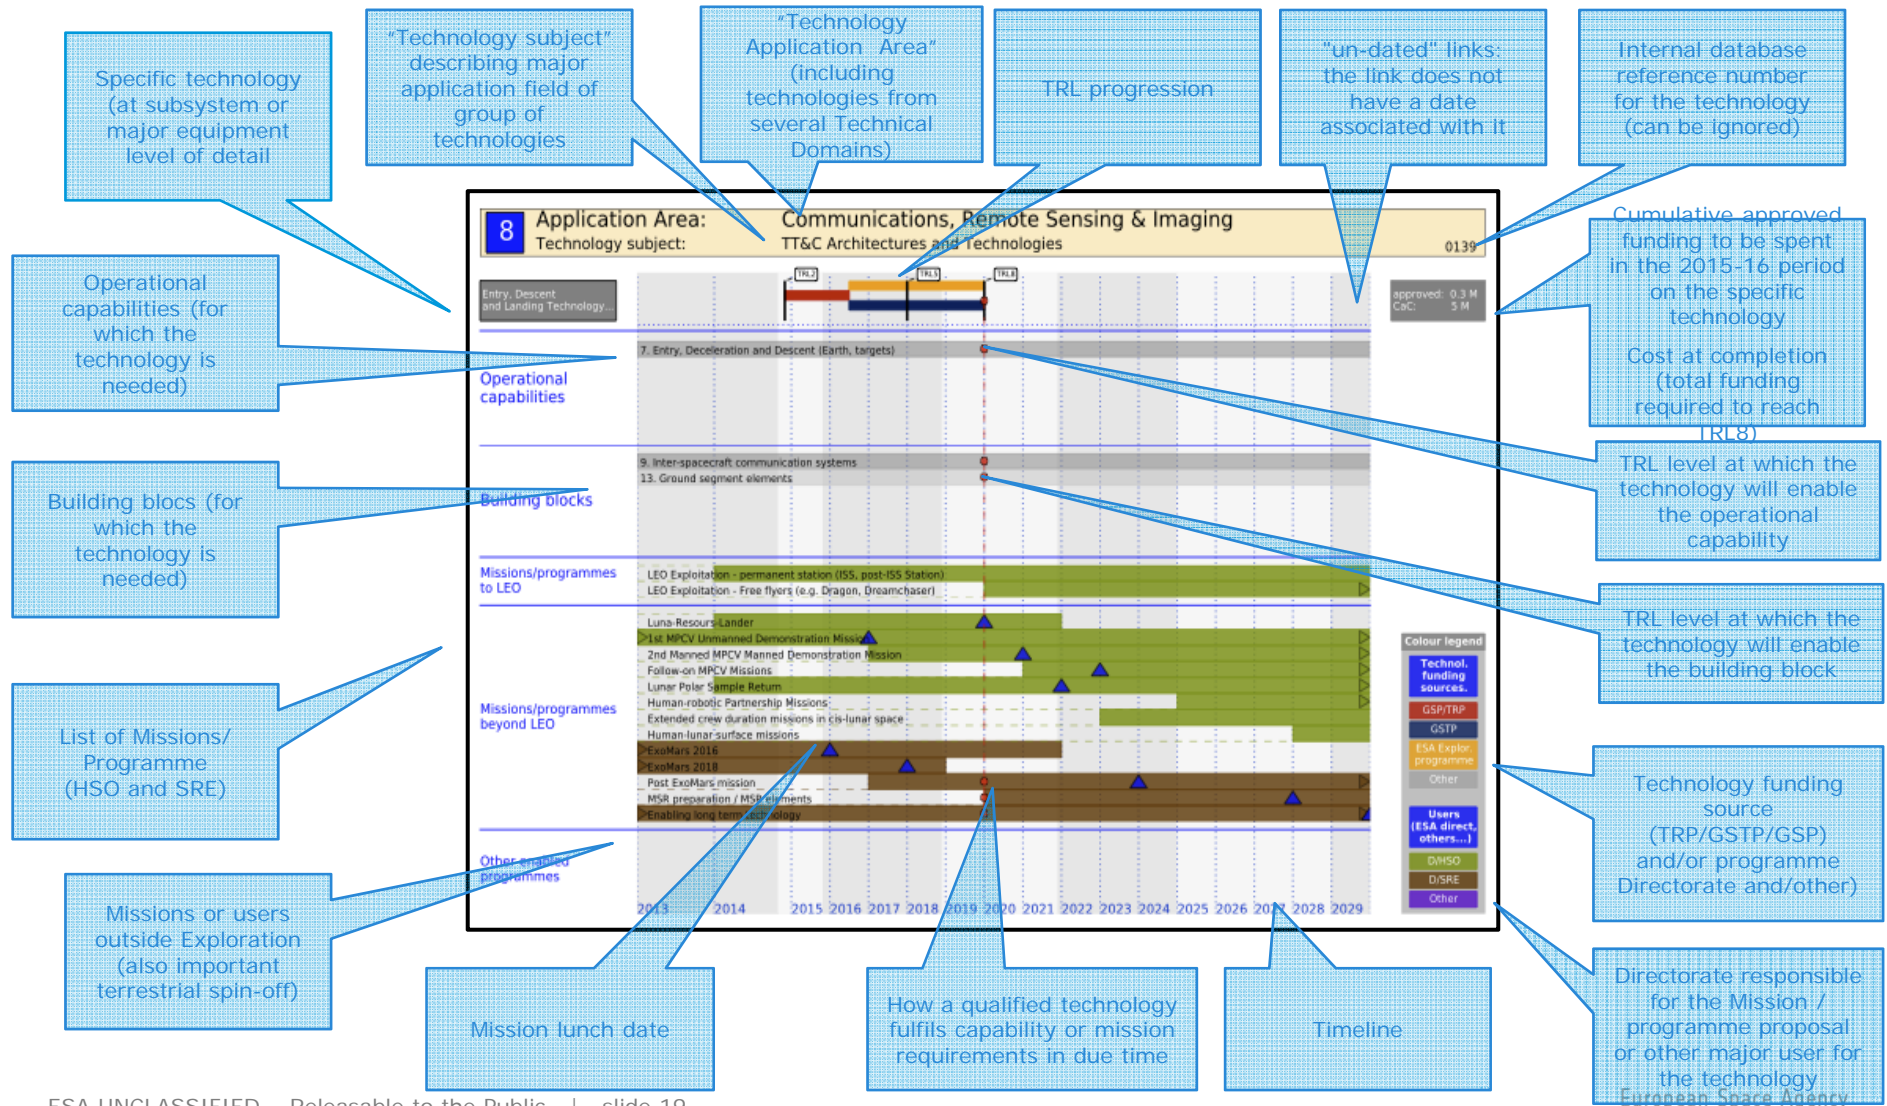 Specific technology
(at subsystem or
major equipment
level of detail
"Technology subject"
describing major
application field of
group of
technologies
"Technology
Application Area"
(including
technologies from
several Technical
Domains)
TRL progression
"un-dated" links:
the link does not
have a date
associated with it
Internal database
reference number
for the technology
(can be ignored)
8
Application Area: Communications, Remote Sensing & Imaging
Technology subject: TT&C Architectures and Technologies
0139
Cumulative approved
funding to be spent
in the 2015-16 period
on the specific
technology
Cost at completion
(total funding
required to reach
TRL8)
Operational
capabilities (for
which the
technology is
needed)
Entry, Descent
and Landing Technology...
TRL2
TRL5
TRL8
approved: 0.3 M
CaC: 5 M
7. Entry, Deceleration and Descent (Earth, targets)
Operational
capabilities
TRL level at which the
technology will enable
the operational
capability
Building blocs (for
which the
technology is
needed)
9. Inter-spacecraft communication systems
13. Ground segment elements
Building blocks
TRL level at which the
technology will enable
the building block
Missions/programmes
to LEO
LEO Exploitation - permanent station (ISS, post-ISS Station)
LEO Exploitation - Free flyers (e.g. Dragon, Dreamchaser)
List of Missions/
Programme
(HSO and SRE)
Missions/programmes
beyond LEO
Luna-Resours-Lander
1st MPCV Unmanned Demonstration Mission
2nd Manned MPCV Manned Demonstration Mission
Follow-on MPCV Missions
Lunar Polar Sample Return
Human-robotic Partnership Missions
Extended crew duration missions in cis-lunar space
Human-lunar surface missions
ExoMars 2016
ExoMars 2018
Post ExoMars mission
MSR preparation / MSR elements
Enabling long term technology
Colour legend
Technol.
funding
sources.
GSP/TRP
GSTP
ESA Explor.
programme
Other
Users
(ESA direct,
others...)
D/HSO
D/SRE
Other
Technology funding
source
(TRP/GSTP/GSP)
and/or programme
Directorate and/other)
Other enabled
programmes
2013 2014 2015 2016 2017 2018 2019 2020 2021 2022 2023 2024 2025 2026 2027 2028 2029
Missions or users
outside Exploration
(also important
terrestrial spin-off)
Mission lunch date
How a qualified technology
fulfils capability or mission
requirements in due time
Timeline
Directorate responsible
for the Mission /
programme proposal
or other major user for
the technology
ESA UNCLASSIFIED – Releasable to the Public | slide 19
European Space Agency